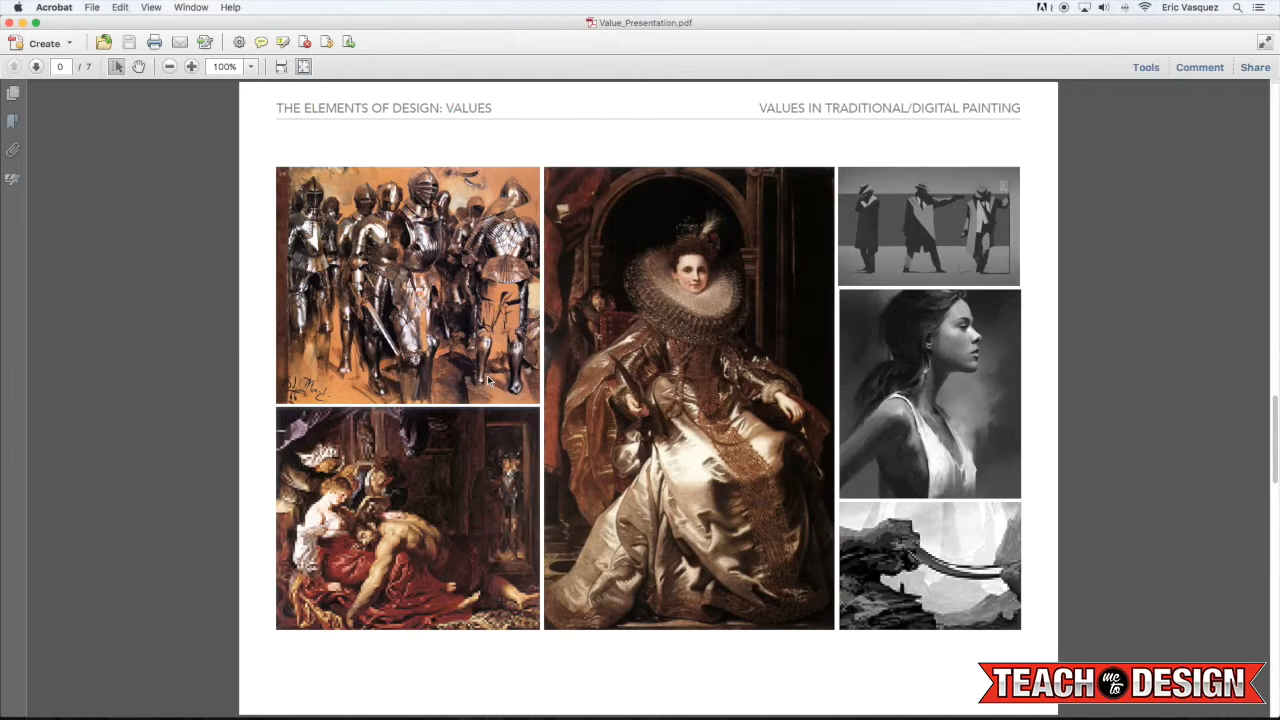 Acrobat File Edit View Window Help Eric Vasquez
Value_Presentation.pdf
Create
0 / 7 100% Tools Comment Share
THE ELEMENTS OF DESIGN: VALUES VALUES IN TRADITIONAL/DIGITAL PAINTING
TEACH me to DESIGN